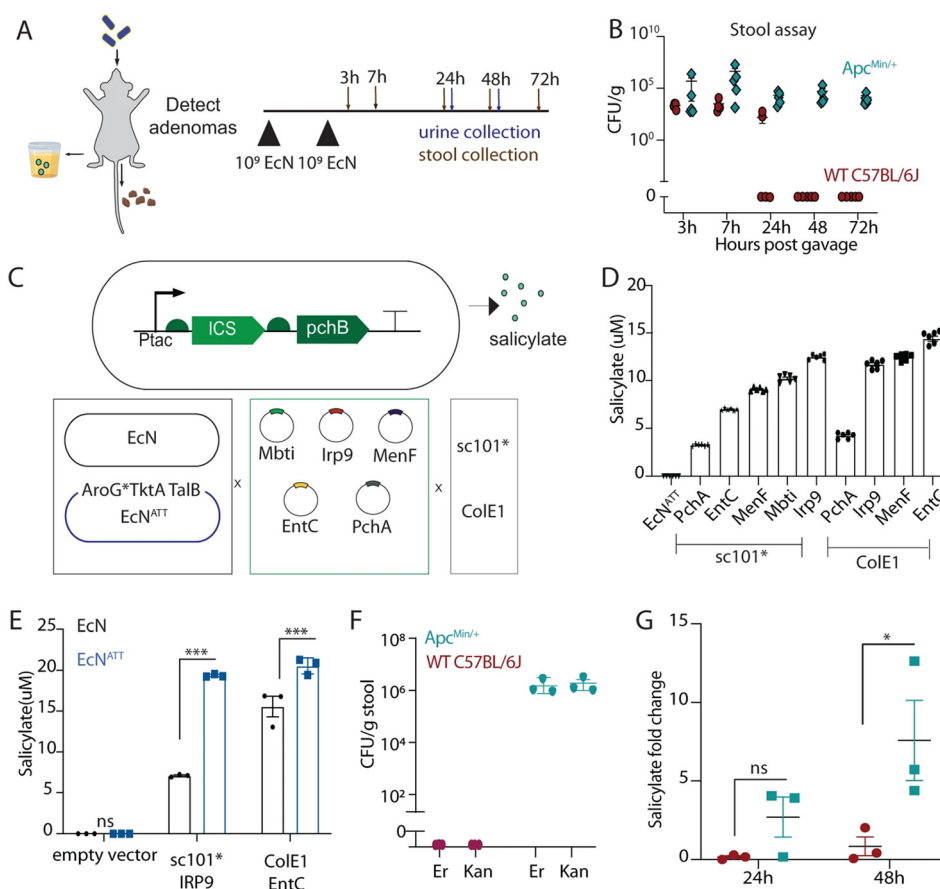 A
Detect
adenomas
3h 7h 24h 48h 72h
urine collection
stool collection
10⁹ EcN 10⁹ EcN
B
Stool assay
Apc^Min/+
CFU/g
10¹⁰
10⁵
10⁰
0
WT C57BL/6J
3h 7h 24h 48 72h
Hours post gavage
C
Ptac
ICS
pchB
salicylate
EcN
AroG*TktA TalB
EcN^ATT
x
Mbti Irp9 MenF
EntC PchA
x
sc101*
ColE1
D
Salicylate (uM)
20
15
10
5
0
EcN^ATT PchA EntC MenF Mbti Irp9 PchA Irp9 MenF EntC
sc101* ColE1
E
EcN
EcN^ATT
Salicylate(uM)
25
20
15
10
5
0
ns
***
***
empty vector
sc101*
IRP9
ColE1
EntC
F
Apc^Min/+
WT C57BL/6J
CFU/g stool
10⁸
10⁶
10⁴
10²
0
Er Kan Er Kan
G
Salicylate fold change
15
10
5
0
ns
*
24h 48h